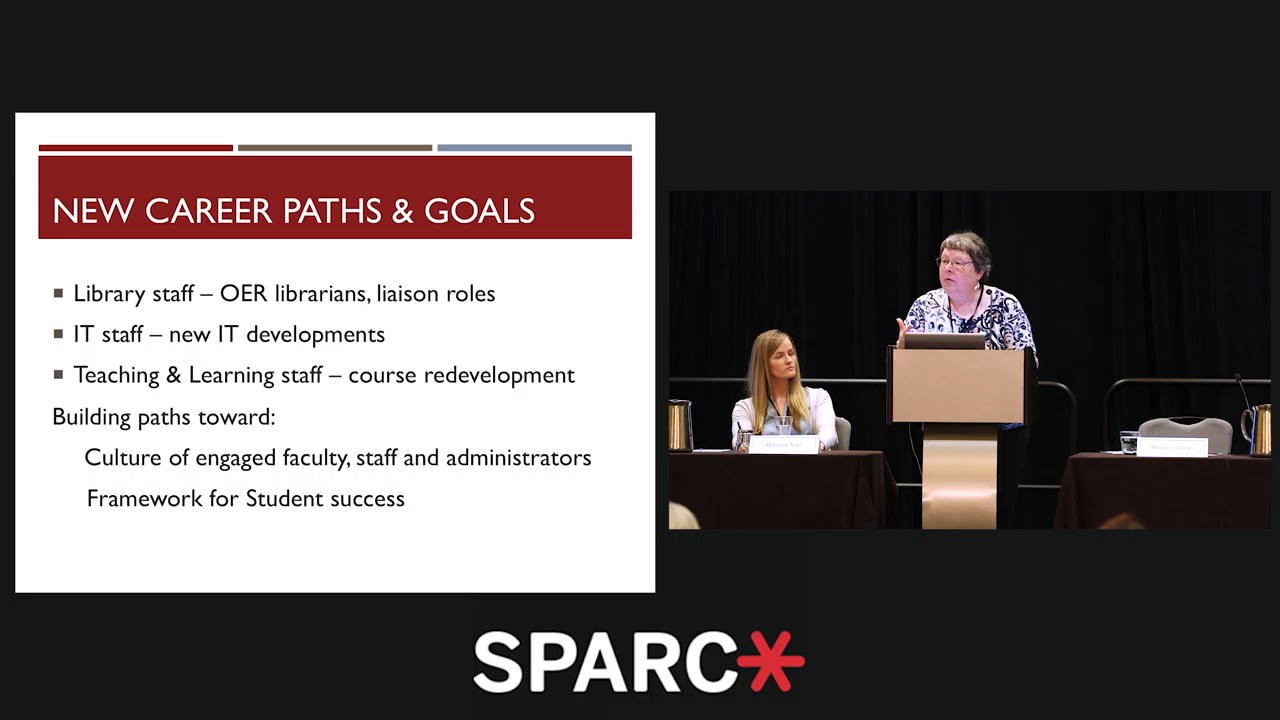 NEW CAREER PATHS & GOALS
Library staff – OER librarians, liaison roles
IT staff – new IT developments
Teaching & Learning staff – course redevelopment
Building paths toward:
Culture of engaged faculty, staff and administrators
Framework for Student success
SPARC